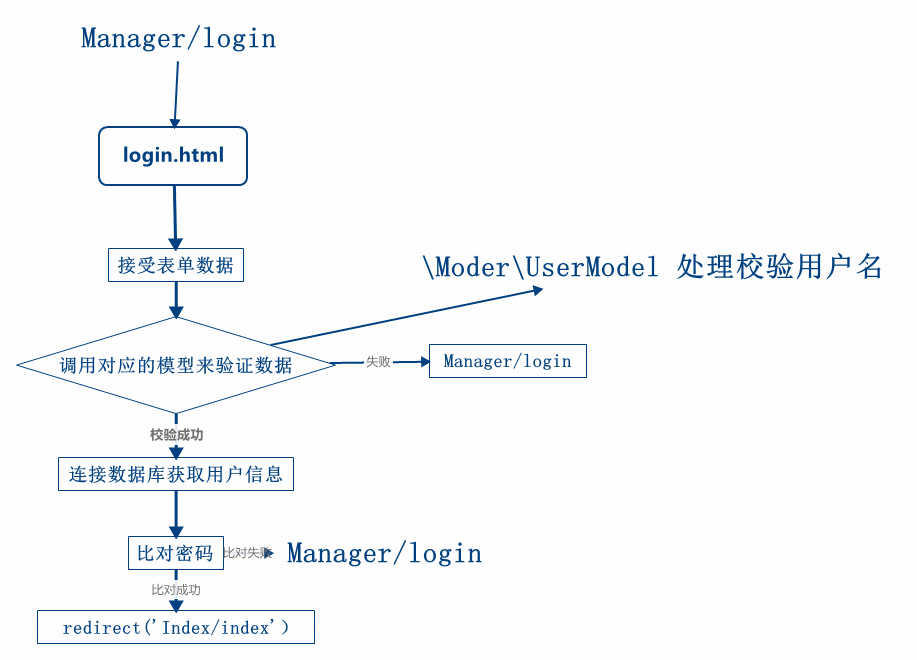 Manager/login
login.html
接受表单数据
\Moder\UserModel 处理校验用户名
调用对应的模型来验证数据
失败
Manager/login
校验成功
连接数据库获取用户信息
比对密码
比对失败
Manager/login
比对成功
redirect('Index/index')